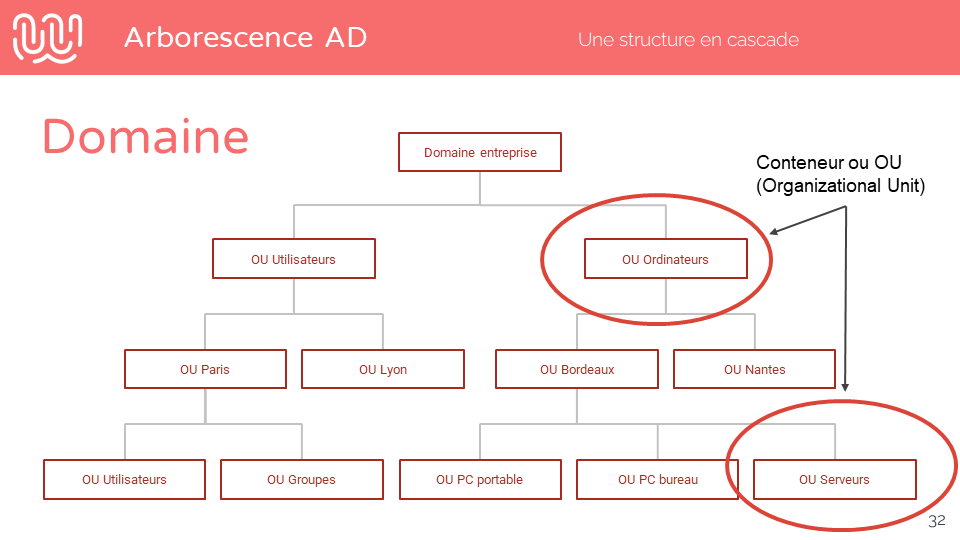 Arborescence AD
Une structure en cascade
Domaine
Domaine entreprise
Conteneur ou OU
(Organizational Unit)
OU Utilisateurs
OU Ordinateurs
OU Paris
OU Lyon
OU Bordeaux
OU Nantes
OU Utilisateurs
OU Groupes
OU PC portable
OU PC bureau
OU Serveurs
32